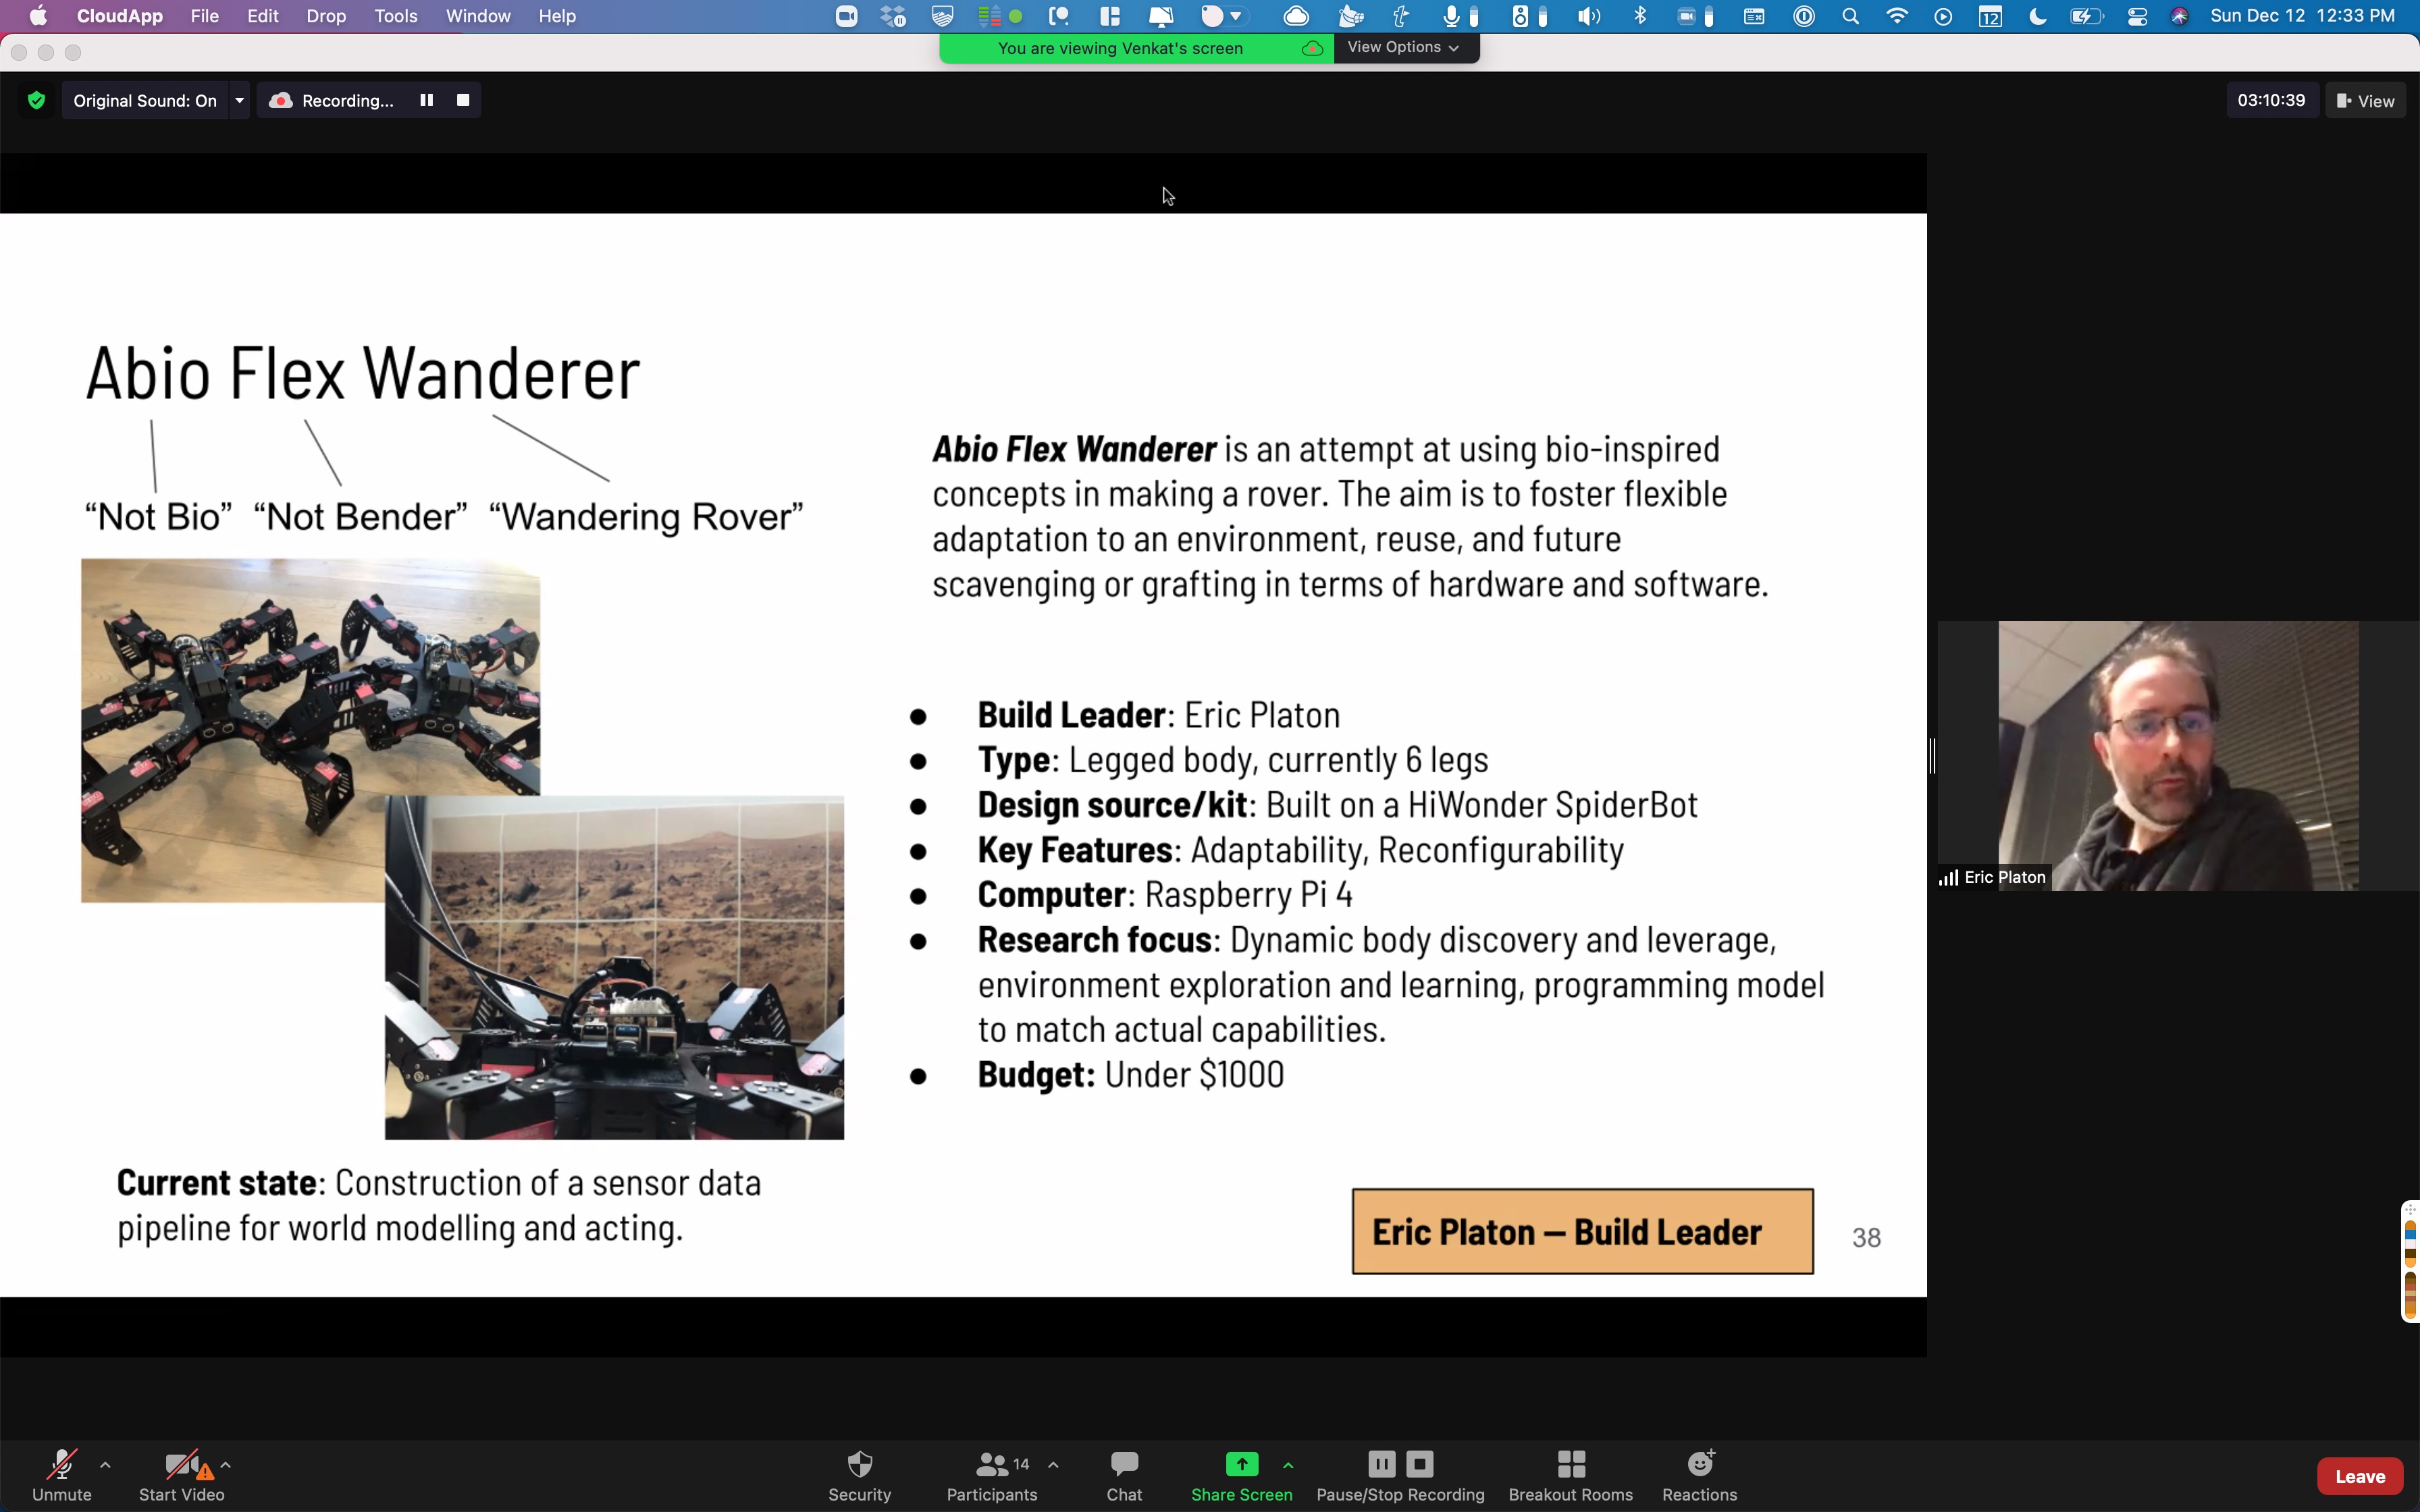 CloudApp File Edit Drop Tools Window Help
12
Sun Dec 12 12:33 PM
You are viewing Venkat's screen
View Options
Original Sound: On
Recording...
03:10:39
View
Abio Flex Wanderer
“Not Bio” “Not Bender” “Wandering Rover”
Abio Flex Wanderer is an attempt at using bio-inspired
concepts in making a rover. The aim is to foster flexible
adaptation to an environment, reuse, and future
scavenging or grafting in terms of hardware and software.
● Build Leader: Eric Platon
● Type: Legged body, currently 6 legs
● Design source/kit: Built on a HiWonder SpiderBot
● Key Features: Adaptability, Reconfigurability
● Computer: Raspberry Pi 4
● Research focus: Dynamic body discovery and leverage,
environment exploration and learning, programming model
to match actual capabilities.
● Budget: Under $1000
Current state: Construction of a sensor data
pipeline for world modelling and acting.
Eric Platon — Build Leader
38
Eric Platon
Unmute
Start Video
Security
14
Participants
Chat
Share Screen
Pause/Stop Recording
Breakout Rooms
Reactions
Leave